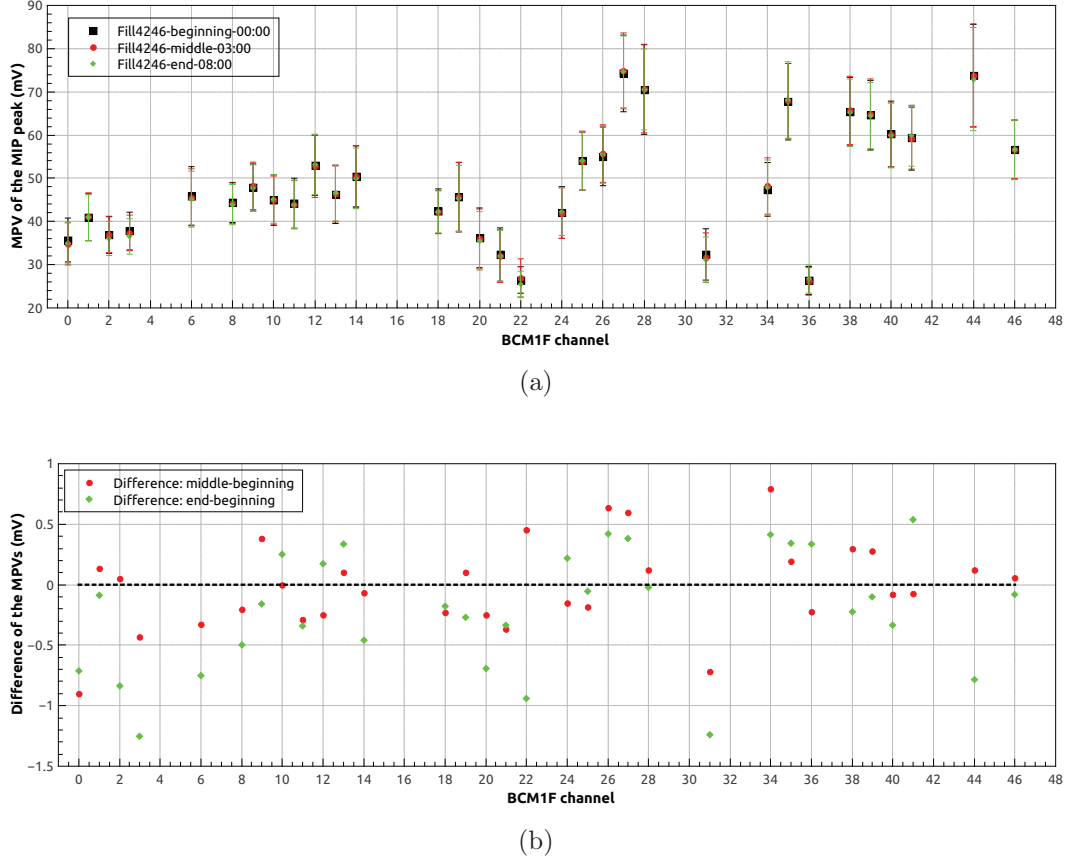 90
80
70
60
50
40
30
20
MPV of the MIP peak (mV)
Fill4246-beginning-00:00
Fill4246-middle-03:00
Fill4246-end-08:00
0 2 4 6 8 10 12 14 16 18 20 22 24 26 28 30 32 34 36 38 40 42 44 46 48
BCM1F channel
(a)
1
0.5
0
−0.5
−1
−1.5
Difference of the MPVs (mV)
Difference: middle-beginning
Difference: end-beginning
0 2 4 6 8 10 12 14 16 18 20 22 24 26 28 30 32 34 36 38 40 42 44 46 48
BCM1F channel
(b)